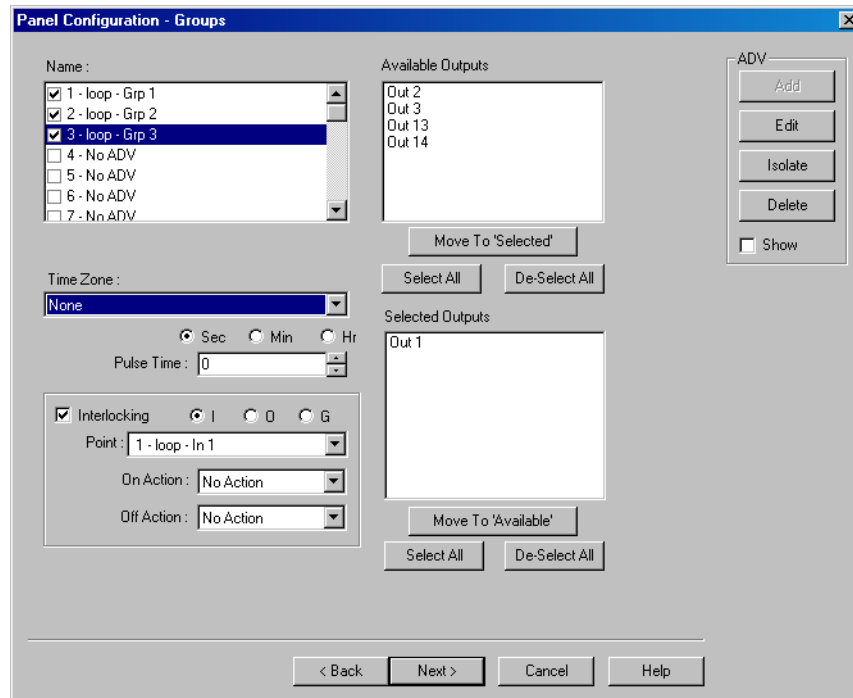 Panel Configuration - Groups
Name :
1 - loop - Grp 1
2 - loop - Grp 2
3 - loop - Grp 3
4 - No ADV
5 - No ADV
6 - No ADV
7 - No ADV
Time Zone :
None
Sec Min Hr
Pulse Time : 0
Interlocking I O G
Point : 1 - loop - In 1
On Action : No Action
Off Action : No Action
Available Outputs
Out 2
Out 3
Out 13
Out 14
Move To 'Selected'
Select All De-Select All
Selected Outputs
Out 1
Move To 'Available'
Select All De-Select All
ADV
Add
Edit
Isolate
Delete
Show
< Back Next > Cancel Help